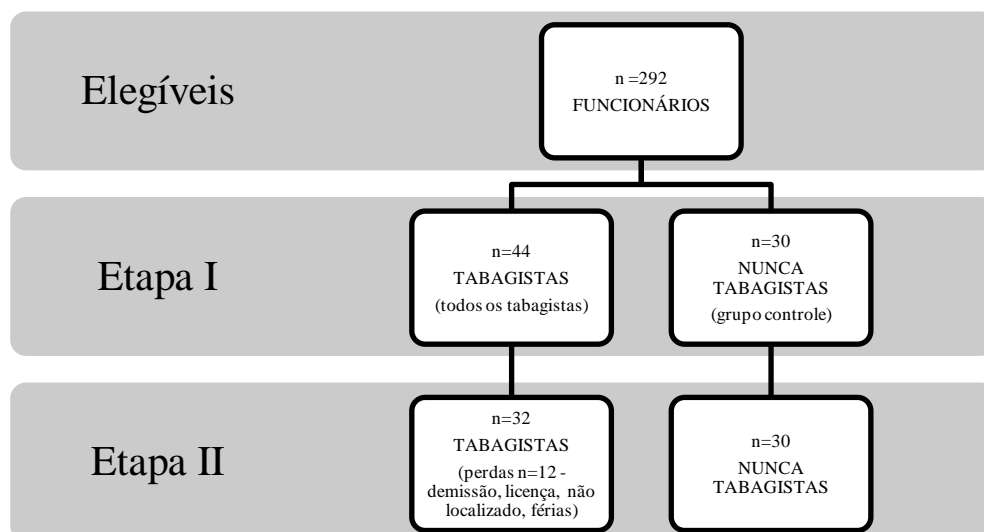 Elegíveis
n =292
FUNCIONÁRIOS
Etapa I
n=44
TABAGISTAS
(todos os tabagistas)
n=30
NUNCA
TABAGISTAS
(grupo controle)
Etapa II
n=32
TABAGISTAS
(perdas n=12 -
demissão, licença, não
localizado, férias)
n=30
NUNCA
TABAGISTAS